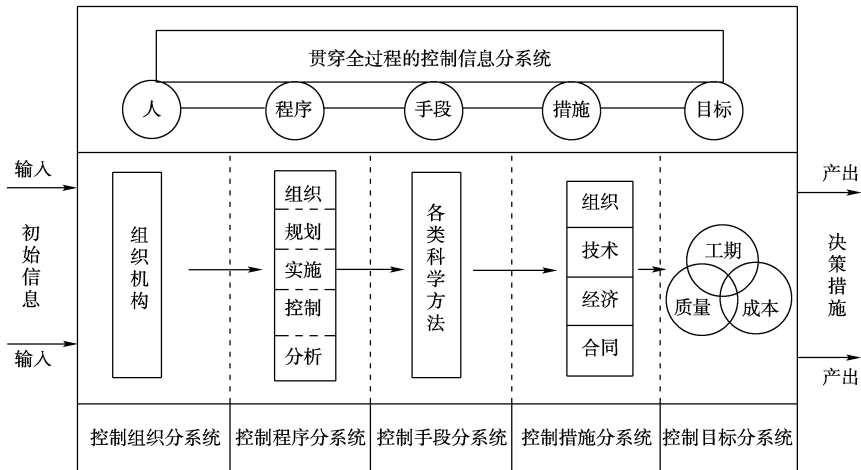 贯穿全过程的控制信息分系统
人
程序
手段
措施
目标
输入
初始信息
输入
组织机构
组织
规划
实施
控制
分析
各类科学方法
组织
技术
经济
合同
工期
质量
成本
产出
决策措施
产出
控制组织分系统
控制程序分系统
控制手段分系统
控制措施分系统
控制目标分系统